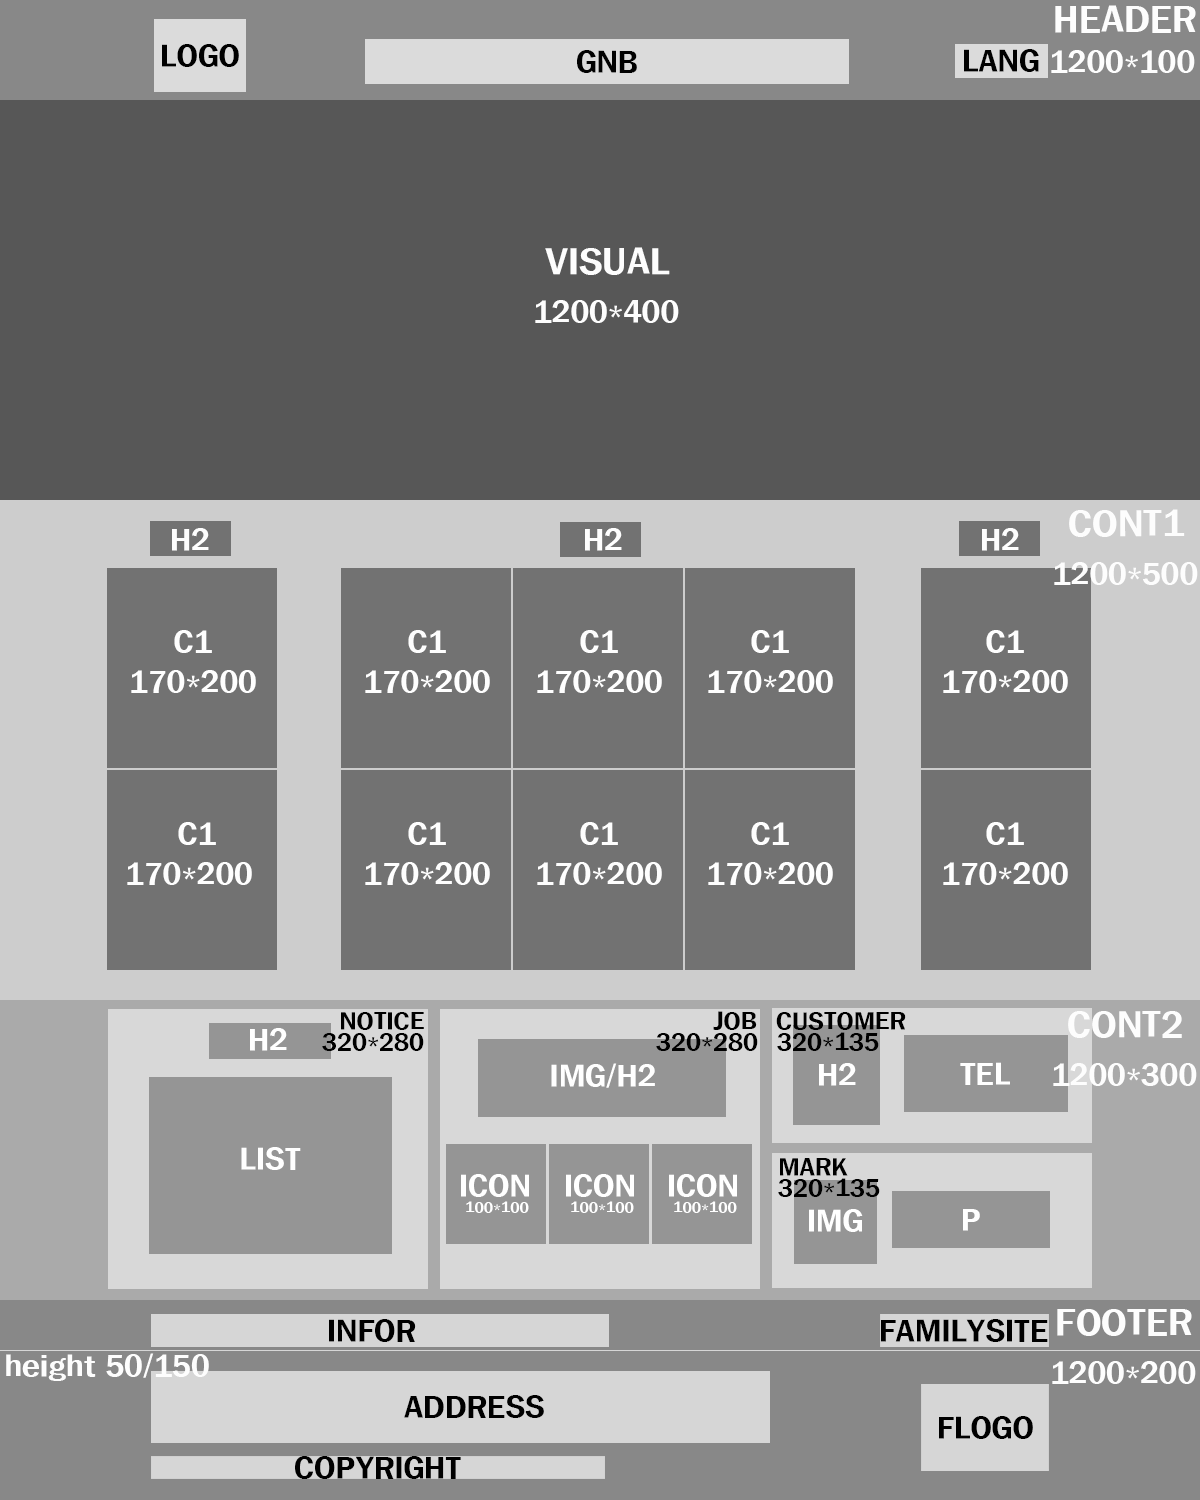 LOGO
GNB
LANG
HEADER
1200*100
VISUAL
1200*400
H2
H2
H2
CONT1
1200*500
C1
170*200
C1
170*200
C1
170*200
C1
170*200
C1
170*200
C1
170*200
C1
170*200
C1
170*200
C1
170*200
C1
170*200
NOTICE
320*280
H2
LIST
JOB
320*280
IMG/H2
ICON
100*100
ICON
100*100
ICON
100*100
CUSTOMER
320*135
H2
TEL
CONT2
1200*300
MARK
320*135
IMG
P
INFOR
FAMILYSITE
FOOTER
1200*200
height 50/150
ADDRESS
FLOGO
COPYRIGHT